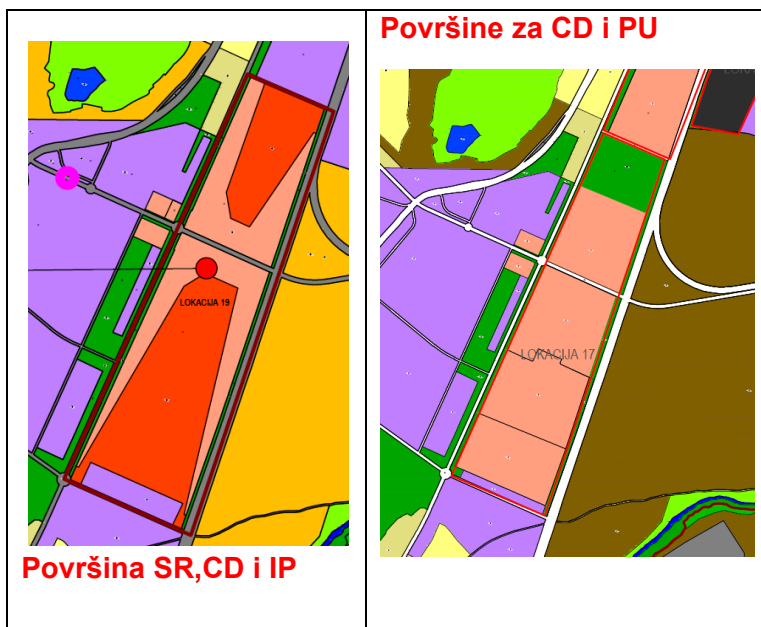 Površine za CD i PU
LOKACIJA 19
LOKACIJA 17
Površina SR,CD i IP